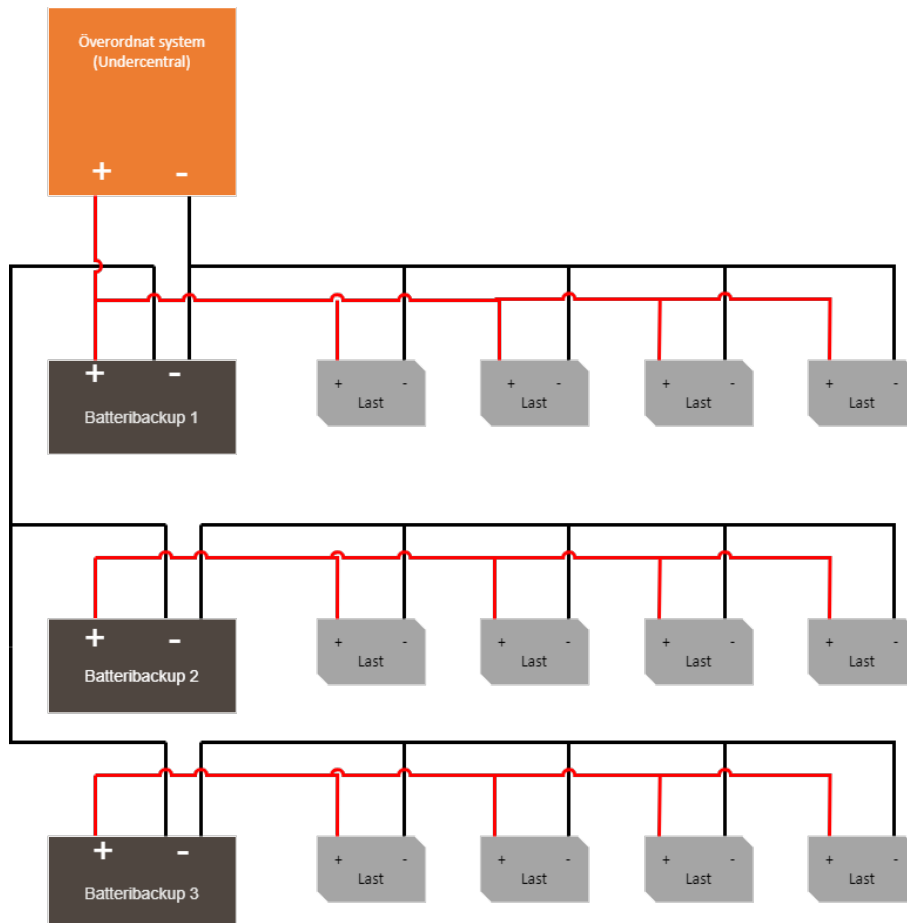 Överordnat system
(Undercentral)
+ -
+ -
Batteribackup 1
+ -
Last
+ -
Last
+ -
Last
+ -
Last
+ -
Batteribackup 2
+ -
Last
+ -
Last
+ -
Last
+ -
Last
+ -
Batteribackup 3
+ -
Last
+ -
Last
+ -
Last
+ -
Last